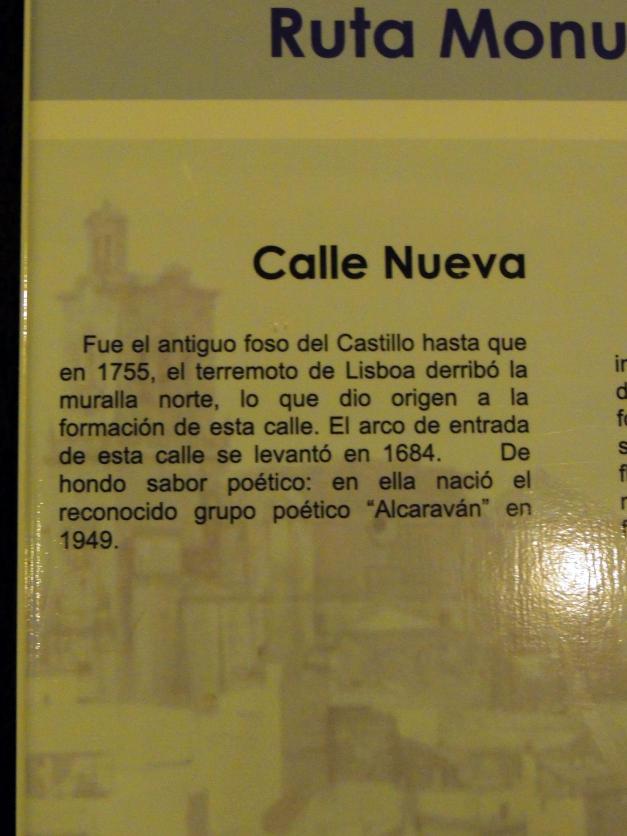 Ruta Monu
Calle Nueva
Fue el antiguo foso del Castillo hasta que
en 1755, el terremoto de Lisboa derribó la
muralla norte, lo que dio origen a la
formación de esta calle. El arco de entrada
de esta calle se levantó en 1684. De
hondo sabor poético: en ella nació el
reconocido grupo poético “Alcaraván” en
1949.